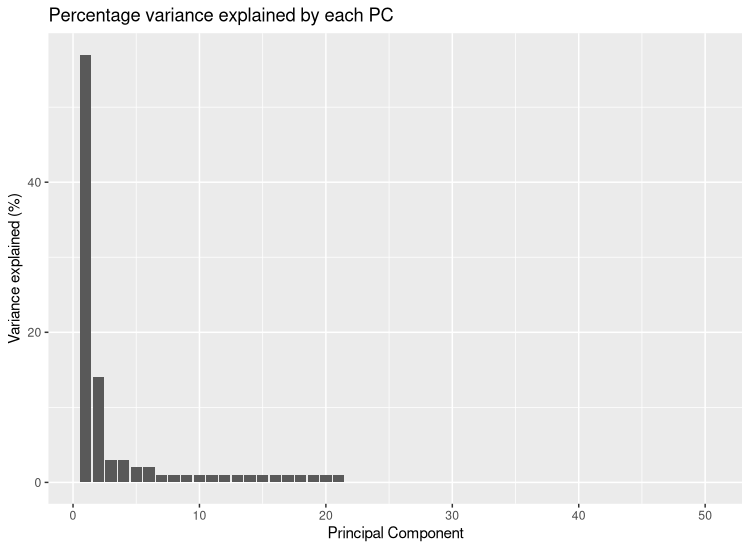 Percentage variance explained by each PC
Variance explained (%)
40
20
0
0 10 20 30 40 50
Principal Component